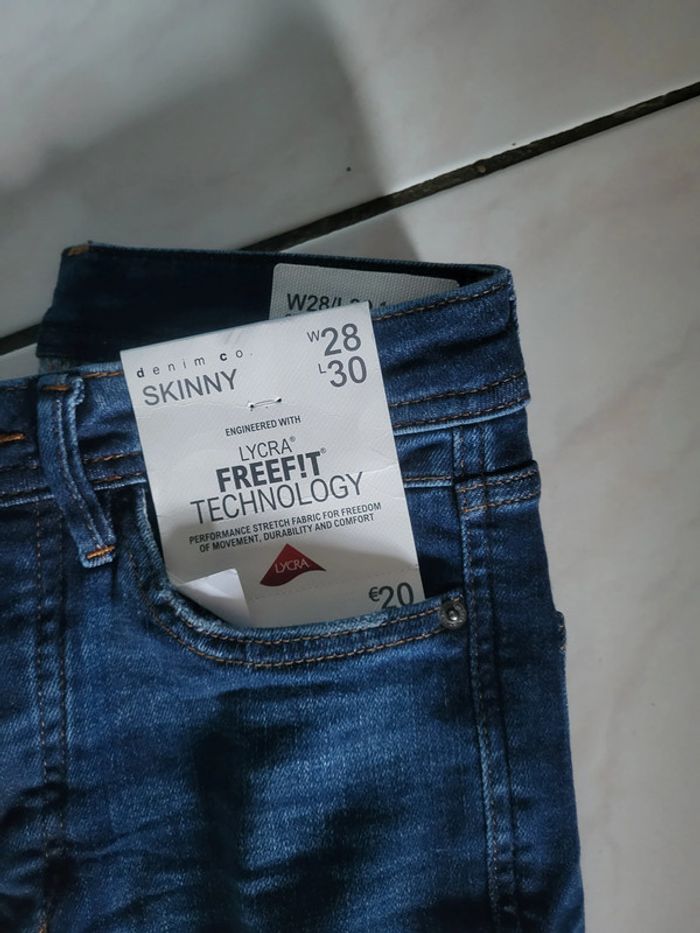 W28/L30
denim co.
SKINNY
W28
L30
ENGINEERED WITH
LYCRA®
FREEF!T®
TECHNOLOGY
PERFORMANCE STRETCH FABRIC FOR FREEDOM
OF MOVEMENT, DURABILITY AND COMFORT
LYCRA
€20